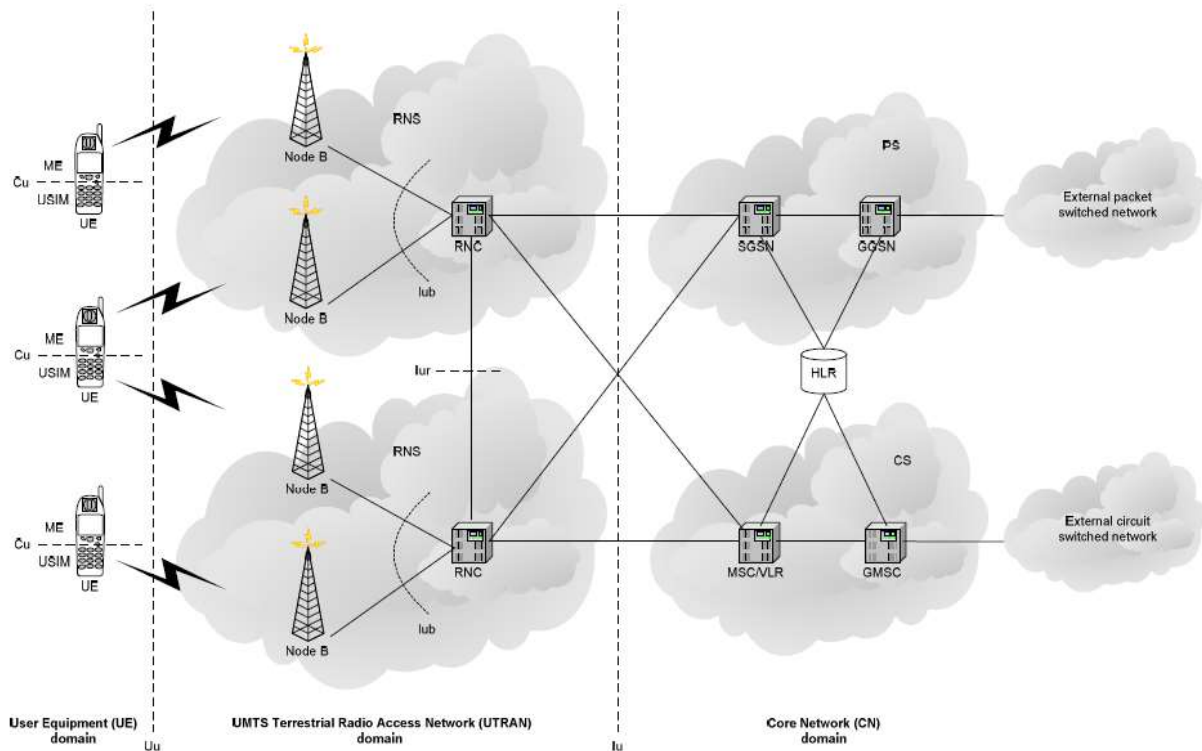 RNS
PS
Node B
ME
Cu
USIM
UE
External packet
switched network
SGSN
GGSN
RNC
Iub
Node B
ME
Cu
USIM
UE
Iur
HLR
RNS
CS
Node B
ME
Cu
USIM
UE
External circuit
switched network
RNC
MSC/VLR
GMSC
Iub
Node B
User Equipment (UE)
domain
UMTS Terrestrial Radio Access Network (UTRAN)
domain
Core Network (CN)
domain
Uu
Iu